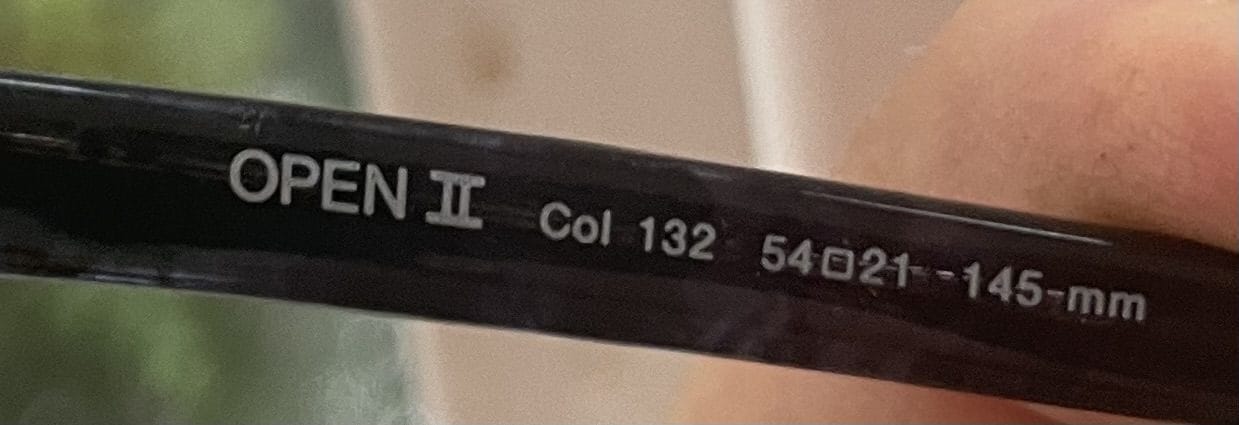 OPEN II Col 132 54□21--145-mm